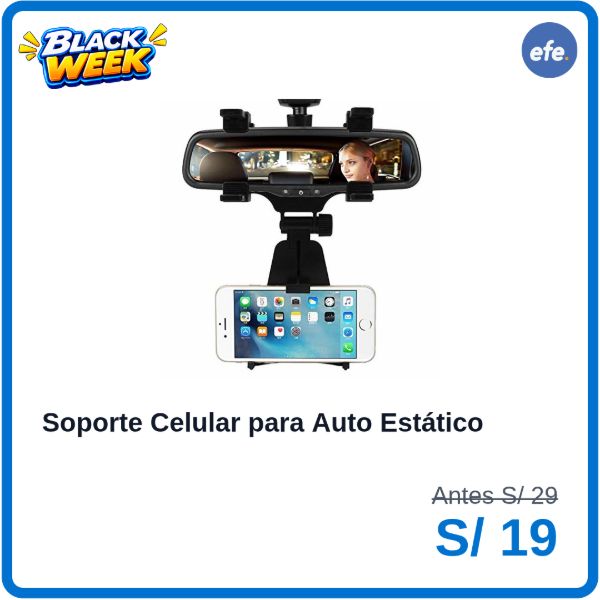 BLACK
WEEK
efe.
Soporte Celular para Auto Estático
Antes S/ 29
S/ 19